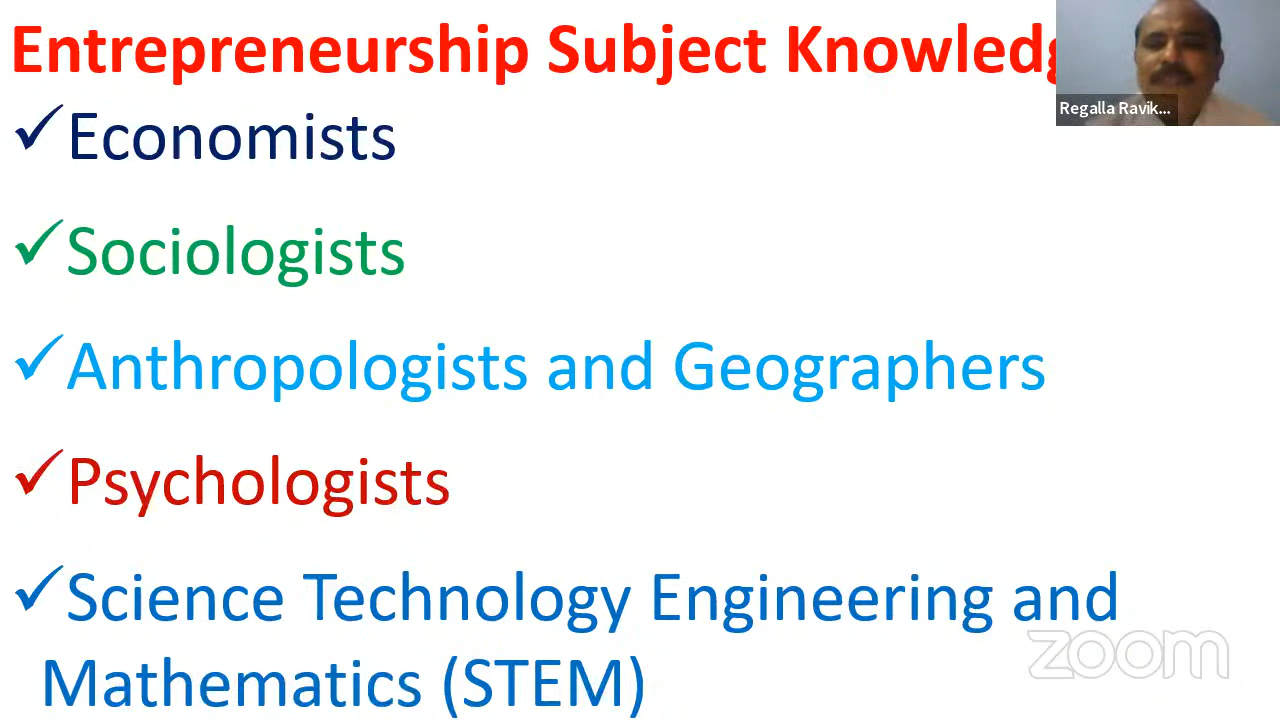 Entrepreneurship Subject Knowledg
Regalla Ravik...
✓Economists
✓Sociologists
✓Anthropologists and Geographers
✓Psychologists
✓Science Technology Engineering and
Mathematics (STEM)
zoom